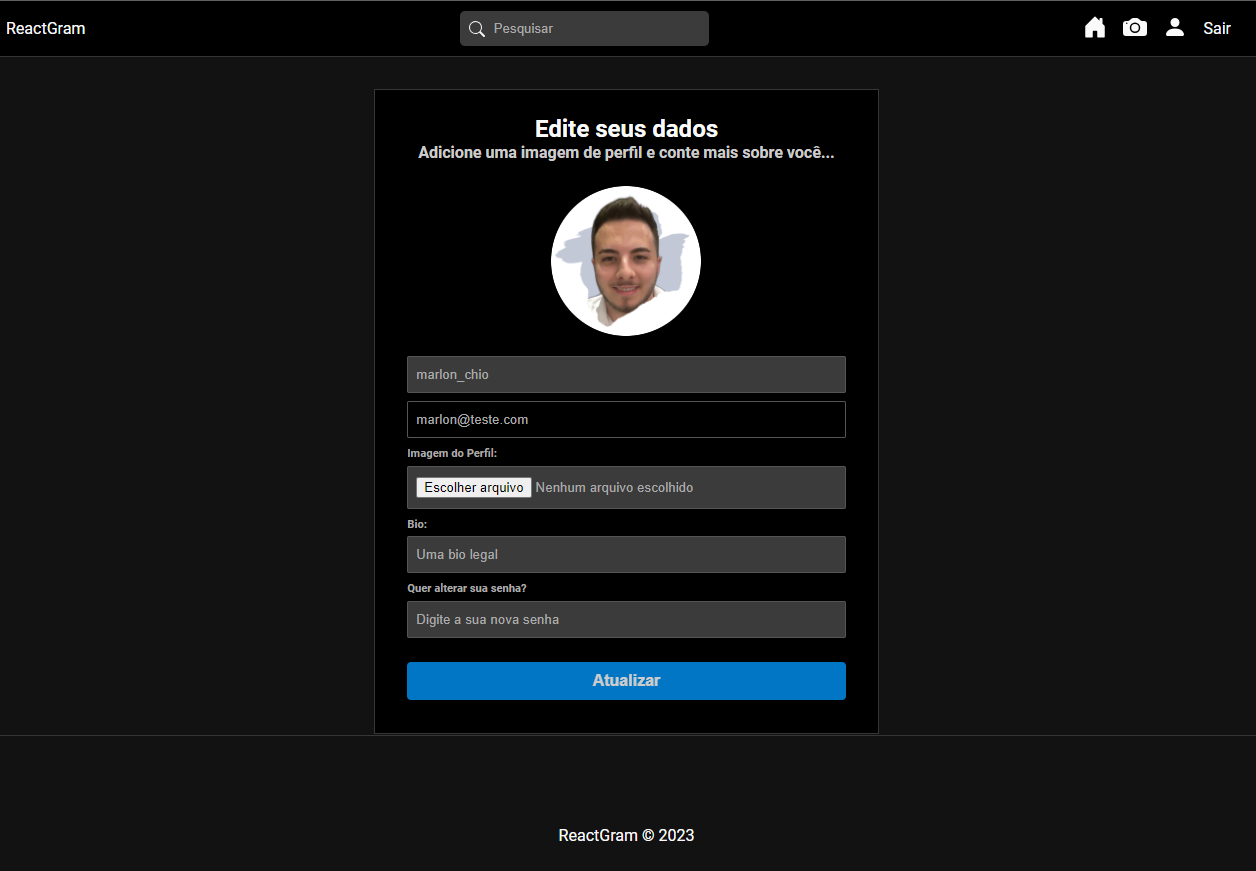 ReactGram
Pesquisar
Sair
Edite seus dados
Adicione uma imagem de perfil e conte mais sobre você...
marlon_chio
marlon@teste.com
Imagem do Perfil:
Escolher arquivo Nenhum arquivo escolhido
Bio:
Uma bio legal
Quer alterar sua senha?
Digite a sua nova senha
Atualizar
ReactGram © 2023